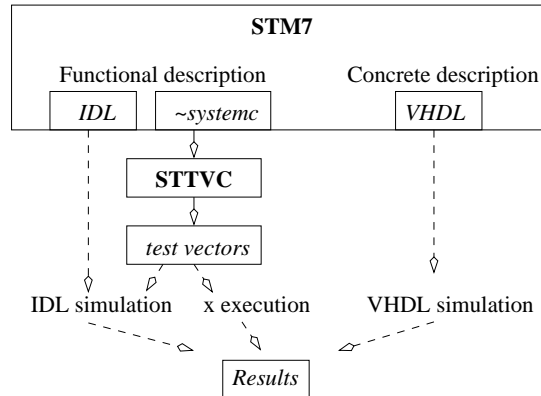 STM7
Functional description Concrete description
IDL ~systemc VHDL
STTVC
test vectors
IDL simulation x execution VHDL simulation
Results